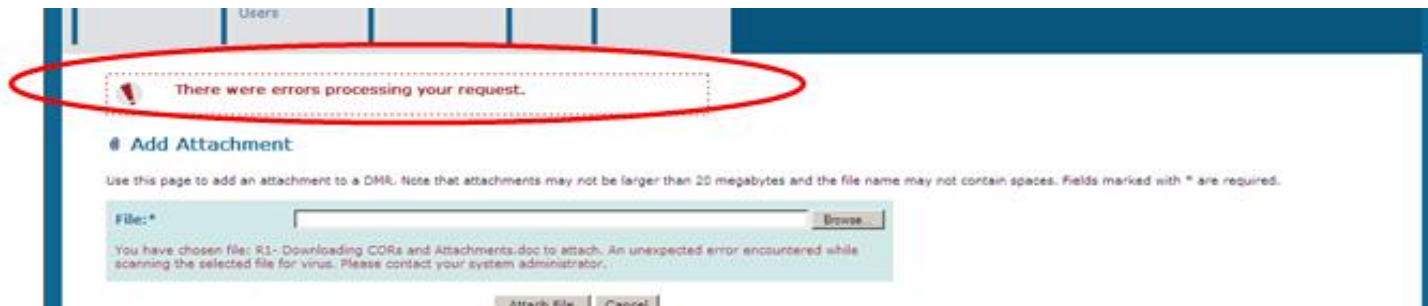 Users
There were errors processing your request.
Add Attachment
Use this page to add an attachment to a DMR. Note that attachments may not be larger than 20 megabytes and the file name may not contain spaces. Fields marked with * are required.
File:* Browse...
You have chosen file: R1- Downloading CORs and Attachments.doc to attach. An unexpected error encountered while
scanning the selected file for virus. Please contact your system administrator.
Attach File Cancel